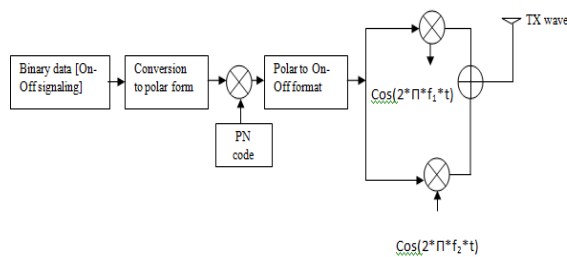 TX wave
Binary data [On-
Off signaling]
Conversion
to polar form
Polar to On-
Off format
PN
code
Cos(2*Π*f₁*t)
Cos(2*Π*f₂*t)